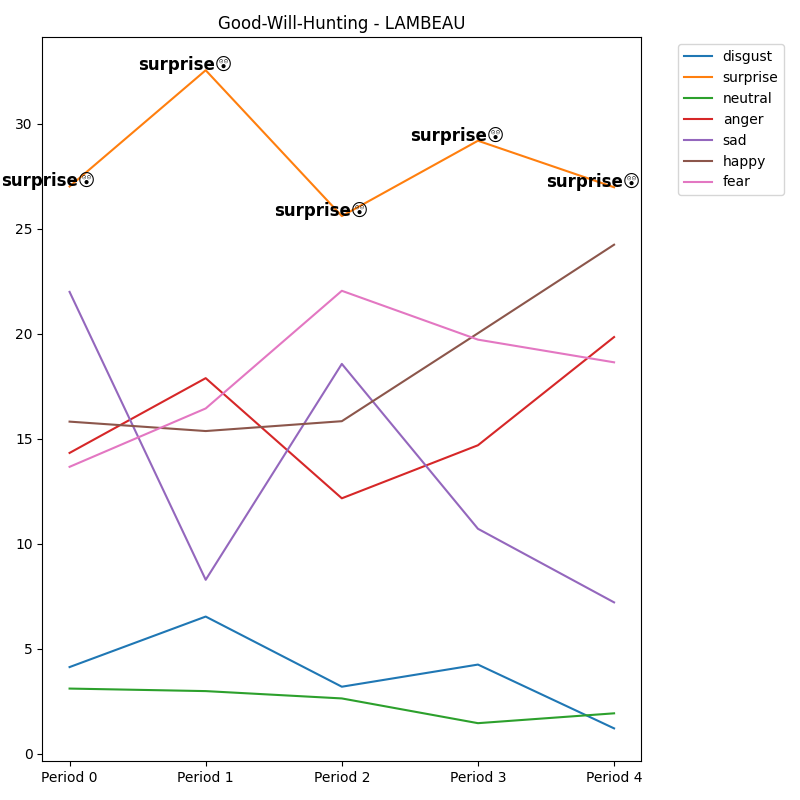 Good-Will-Hunting - LAMBEAU
disgust
surprise
neutral
anger
sad
happy
fear
surprise😲
surprise😲
surprise😲
surprise😲
surprise😲
30
25
20
15
10
5
0
Period 0
Period 1
Period 2
Period 3
Period 4